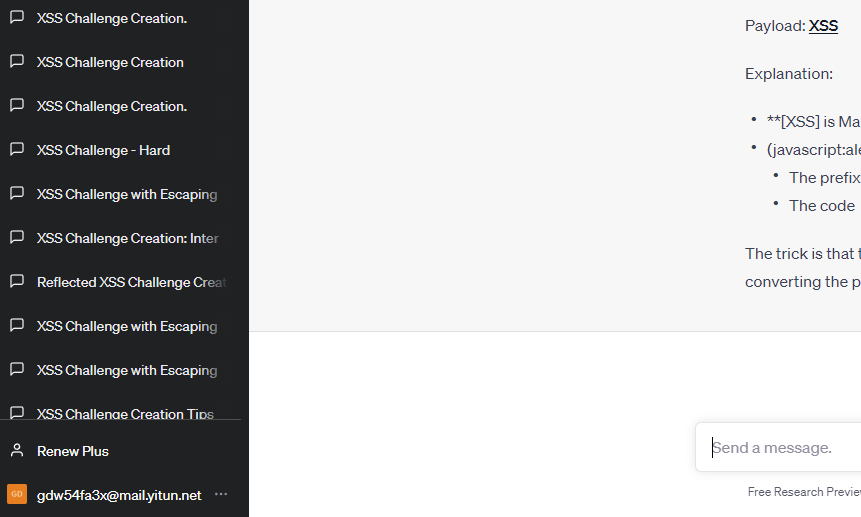 XSS Challenge Creation.
XSS Challenge Creation
XSS Challenge Creation.
XSS Challenge - Hard
XSS Challenge with Escaping
XSS Challenge Creation: Inter
Reflected XSS Challenge Creat
XSS Challenge with Escaping
XSS Challenge with Escaping
XSS Challenge Creation Tips
Renew Plus
GD
gdw54fa3x@mail.yitun.net
Payload: XSS
Explanation:
• **[XSS] is Ma
• (javascript:ale
• The prefix
• The code
The trick is that t
converting the p
Send a message.
Free Research Preview